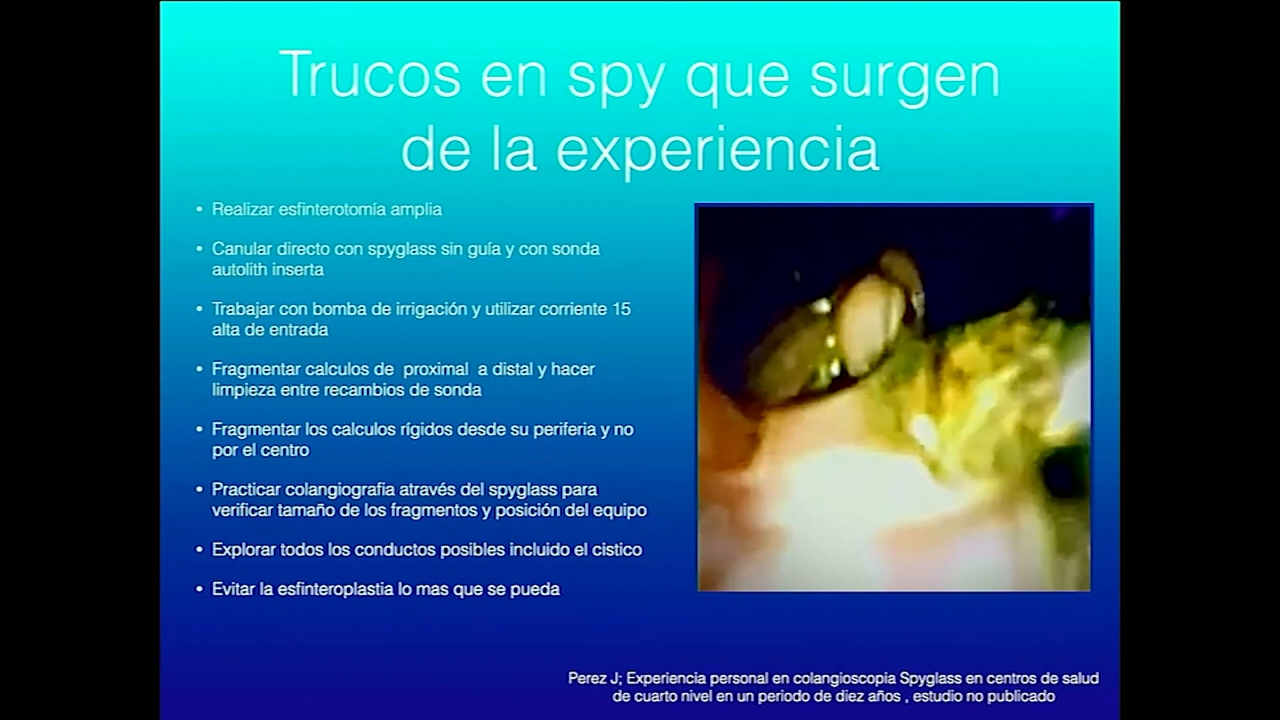 Trucos en spy que surgen
de la experiencia
• Realizar esfinterotomía amplia
• Canular directo con spyglass sin guía y con sonda
autolith inserta
• Trabajar con bomba de irrigación y utilizar corriente 15
alta de entrada
• Fragmentar calculos de proximal a distal y hacer
limpieza entre recambios de sonda
• Fragmentar los calculos rígidos desde su periferia y no
por el centro
• Practicar colangiografia através del spyglass para
verificar tamaño de los fragmentos y posición del equipo
• Explorar todos los conductos posibles incluido el cistico
• Evitar la esfinteroplastia lo mas que se pueda
Perez J; Experiencia personal en colangioscopia Spyglass en centros de salud
de cuarto nivel en un periodo de diez años , estudio no publicado